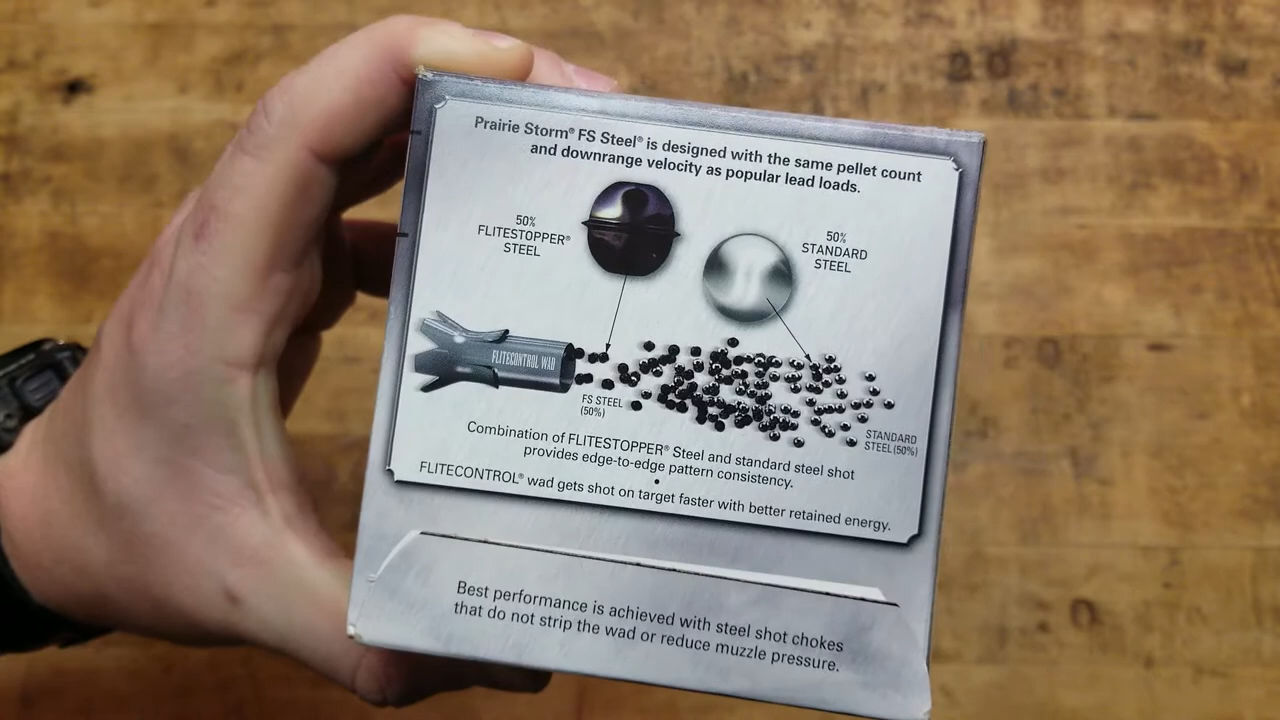 Prairie Storm® FS Steel® is designed with the same pellet count
and downrange velocity as popular lead loads.
50%
FLITESTOPPER®
STEEL
50%
STANDARD
STEEL
FLITECONTROL WAD
FS STEEL
(50%)
STANDARD
STEEL (50%)
Combination of FLITESTOPPER® Steel and standard steel shot
provides edge-to-edge pattern consistency.
•
FLITECONTROL® wad gets shot on target faster with better retained energy.
Best performance is achieved with steel shot chokes
that do not strip the wad or reduce muzzle pressure.